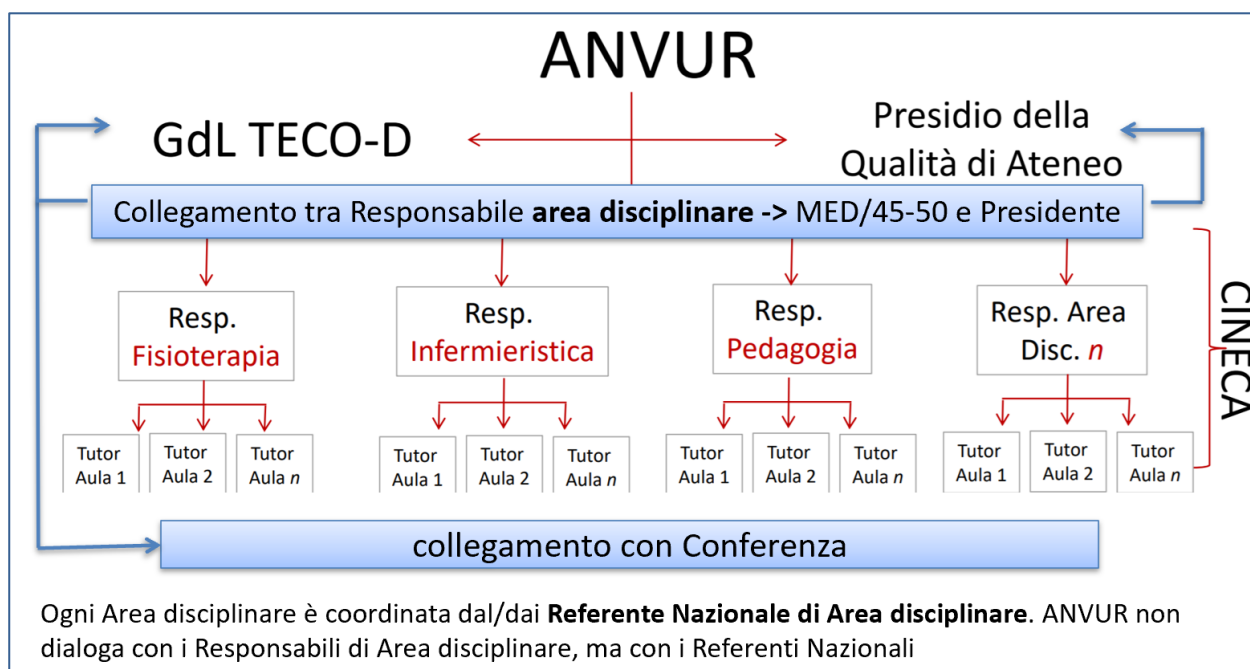 ANVUR
GdL TECO-D
Presidio della
Qualità di Ateneo
Collegamento tra Responsabile area disciplinare -> MED/45-50 e Presidente
Resp.
Fisioterapia
Resp.
Infermieristica
Resp.
Pedagogia
Resp. Area
Disc. n
CINECA
Tutor
Aula 1
Tutor
Aula 2
Tutor
Aula n
Tutor
Aula 1
Tutor
Aula 2
Tutor
Aula n
Tutor
Aula 1
Tutor
Aula 2
Tutor
Aula n
Tutor
Aula 1
Tutor
Aula 2
Tutor
Aula n
collegamento con Conferenza
Ogni Area disciplinare è coordinata dal/dai Referente Nazionale di Area disciplinare. ANVUR non
dialoga con i Responsabili di Area disciplinare, ma con i Referenti Nazionali